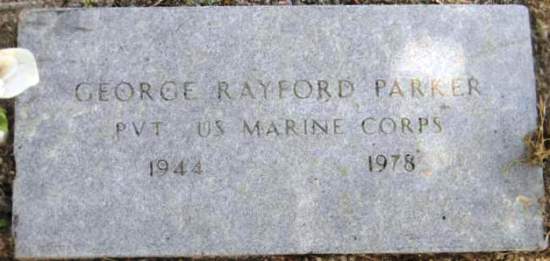 GEORGE RAYFORD PARKER
PVT US MARINE CORPS
1944 1978